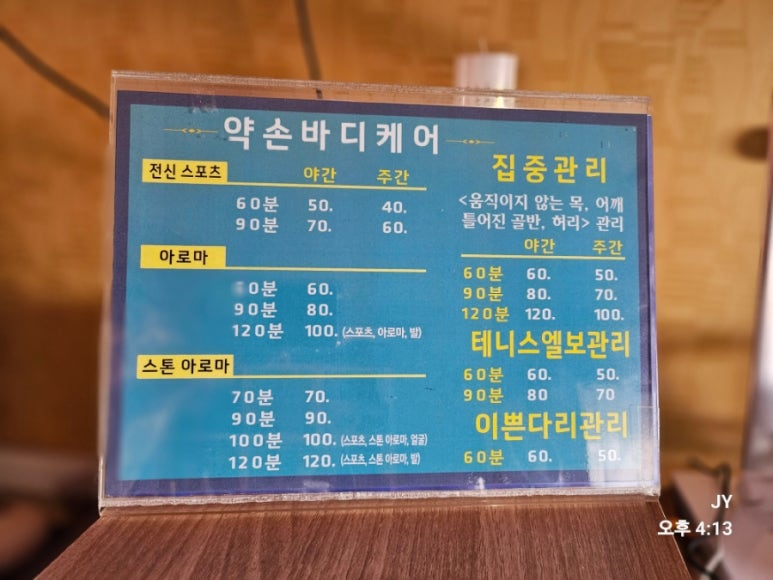 약손바디케어
전신 스포츠 야간 주간
60분 50. 40.
90분 70. 60.
아로마
0분 60.
90분 80.
120분 100. (스포츠, 아로마, 발)
스톤 아로마
70분 70.
90분 90.
100분 100. (스포츠, 스톤 아로마, 얼굴)
120분 120. (스포츠, 스톤 아로마, 발)
집중관리
<움직이지 않는 목, 어깨
틀어진 골반, 허리> 관리
야간 주간
60분 60. 50.
90분 80. 70.
120분 120. 100.
테니스엘보관리
60분 60. 50.
90분 80 70
이쁜다리관리
60분 60. 50.
JY
오후 4:13